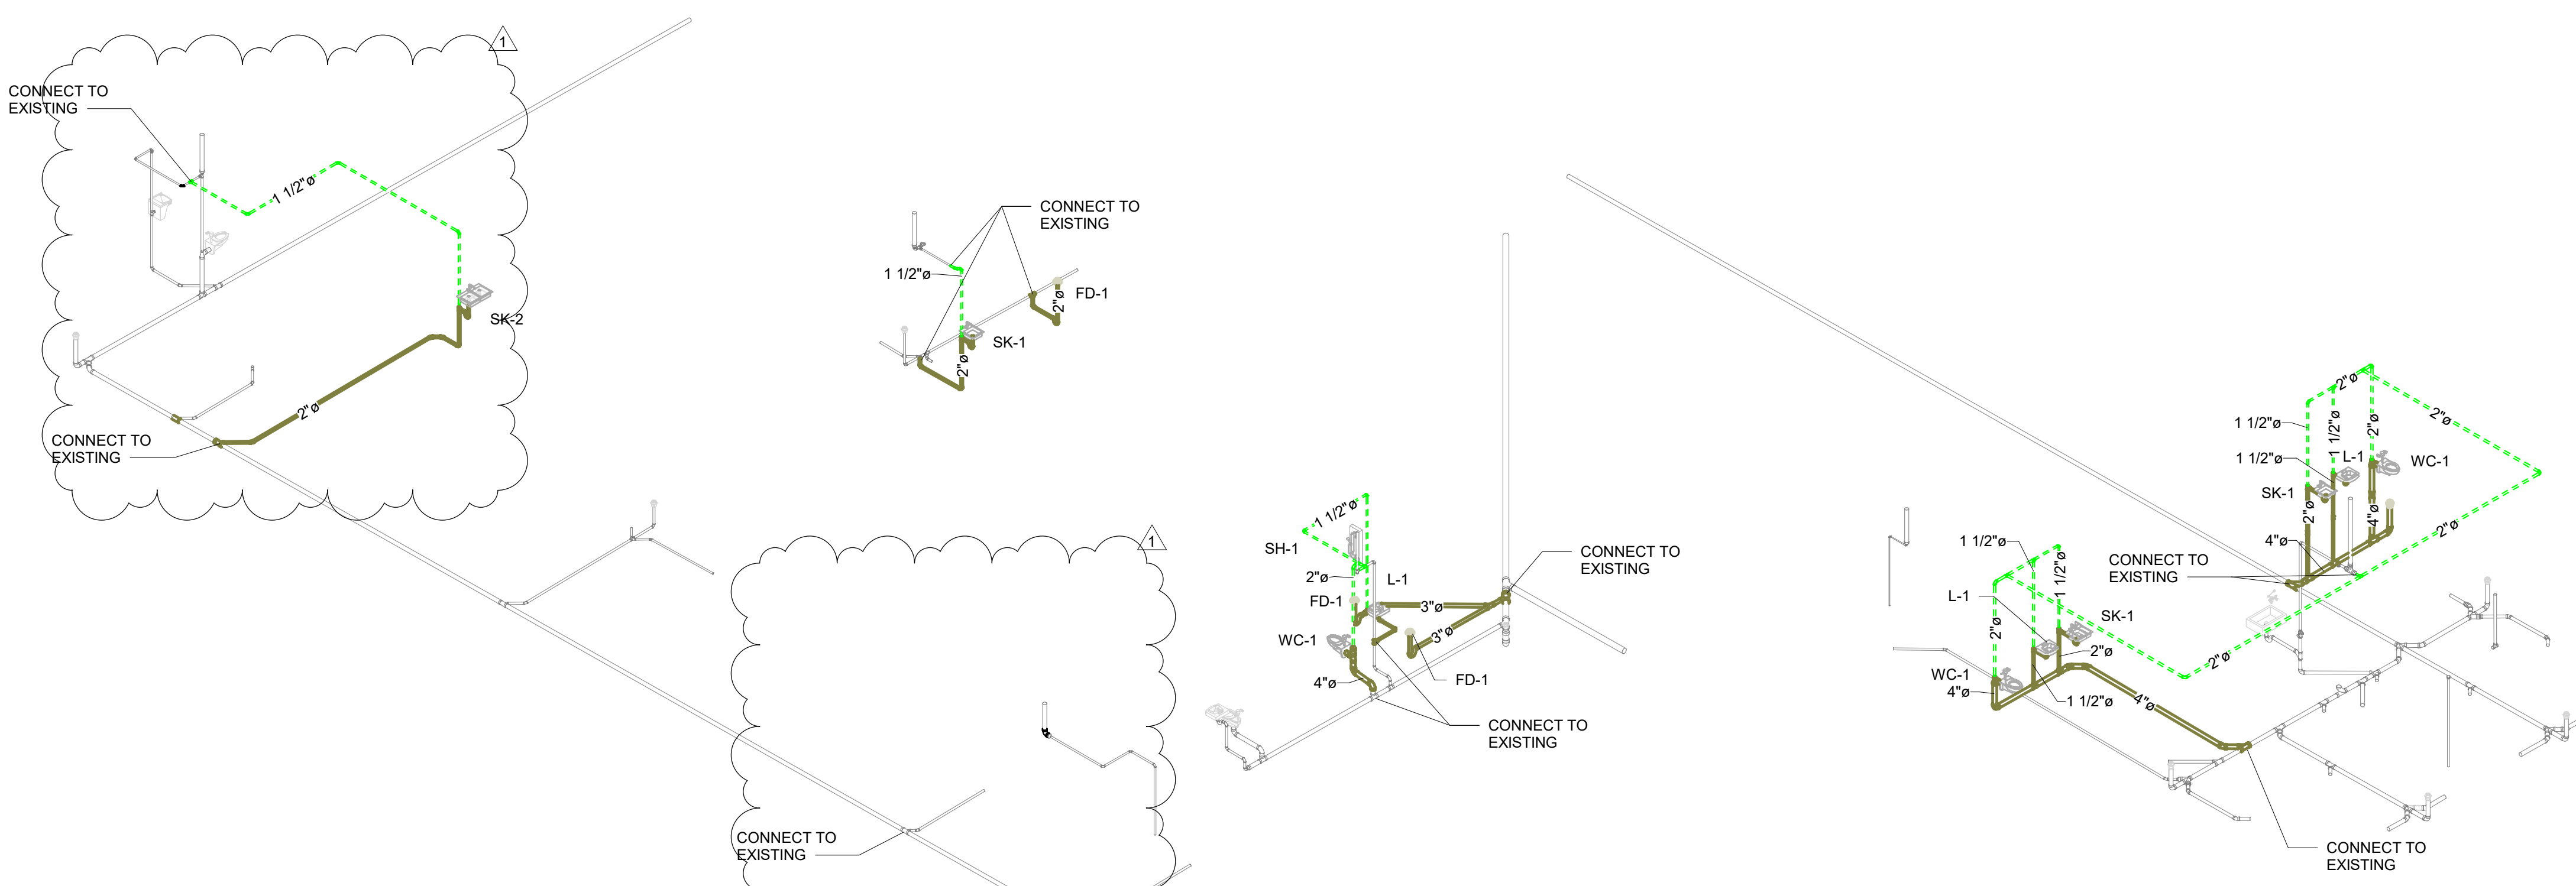 1
CONNECT TO
EXISTING
1 1/2"ø
SK-2
2"ø
CONNECT TO
EXISTING
CONNECT TO
EXISTING
1 1/2"ø
FD-1
2"ø
SK-1
2"ø
1
CONNECT TO
EXISTING
1 1/2"ø
SH-1
2"ø
L-1
FD-1
3"ø
3"ø
WC-1
4"ø
FD-1
CONNECT TO
EXISTING
CONNECT TO
EXISTING
2"ø
2"ø
1 1/2"ø
1 1/2"ø
2"ø
1 1/2"ø
L-1
WC-1
SK-1
2"ø
4"ø
2"ø
4"ø
CONNECT TO
EXISTING
1 1/2"ø
1 1/2"ø
L-1
SK-1
2"ø
2"ø
2"ø
WC-1
4"ø
1 1/2"ø
4"ø
CONNECT TO
EXISTING